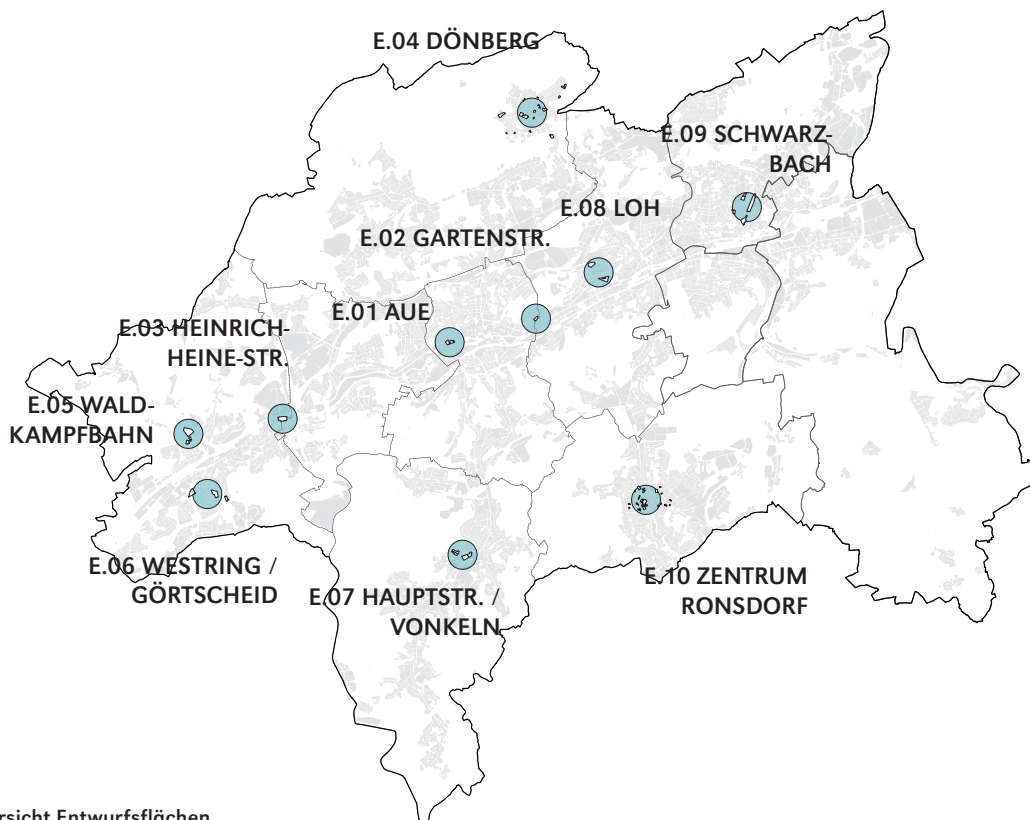 E.04 DÖNBERG
E.09 SCHWARZ-
BACH
E.08 LOH
E.02 GARTENSTR.
E.01 AUE
E.03 HEINRICH-
HEINE-STR.
E.05 WALD-
KAMPFBAHN
E.06 WESTRING /
GÖRTSCHEID
E.07 HAUPTSTR. /
VONKELN
E.10 ZENTRUM
RONSDORF
Entwurfsflächen